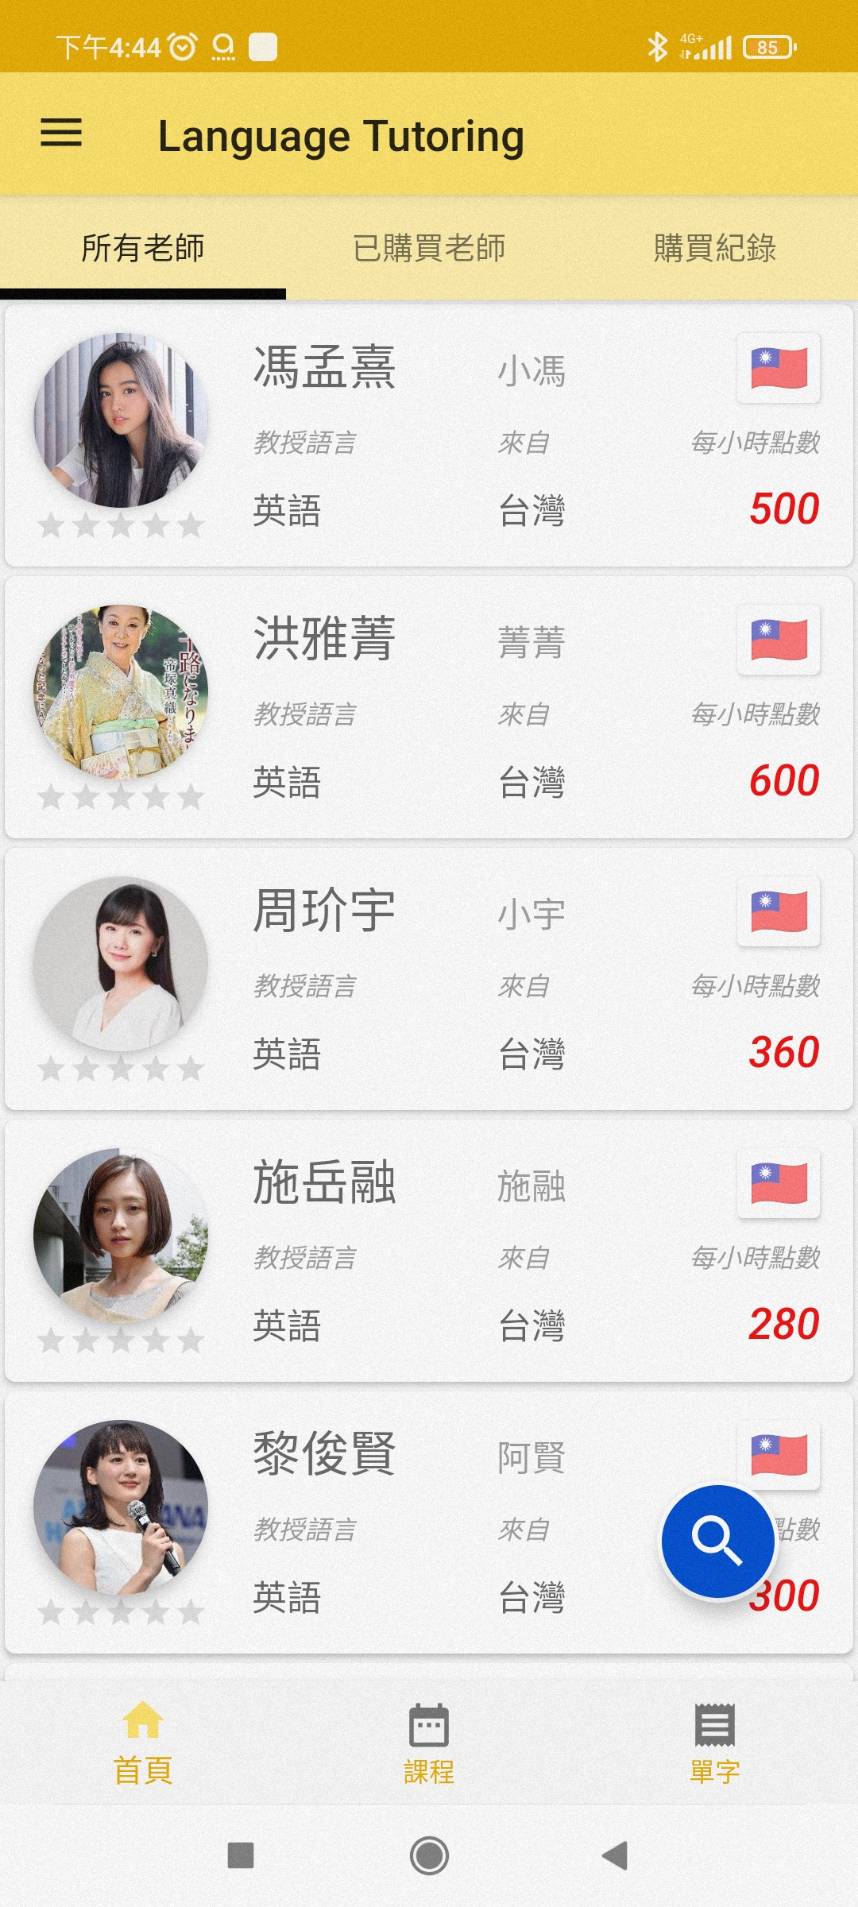 下午4:44 4G+ 85
Language Tutoring
所有老師 已購買老師 購買紀錄
馮孟熹 小馮
教授語言 來自 每小時點數
英語 台灣 500
洪雅菁 菁菁
教授語言 來自 每小時點數
英語 台灣 600
周玠宇 小宇
教授語言 來自 每小時點數
英語 台灣 360
施岳融 施融
教授語言 來自 每小時點數
英語 台灣 280
黎俊賢 阿賢
教授語言 來自 點數
英語 台灣 300
首頁 課程 單字